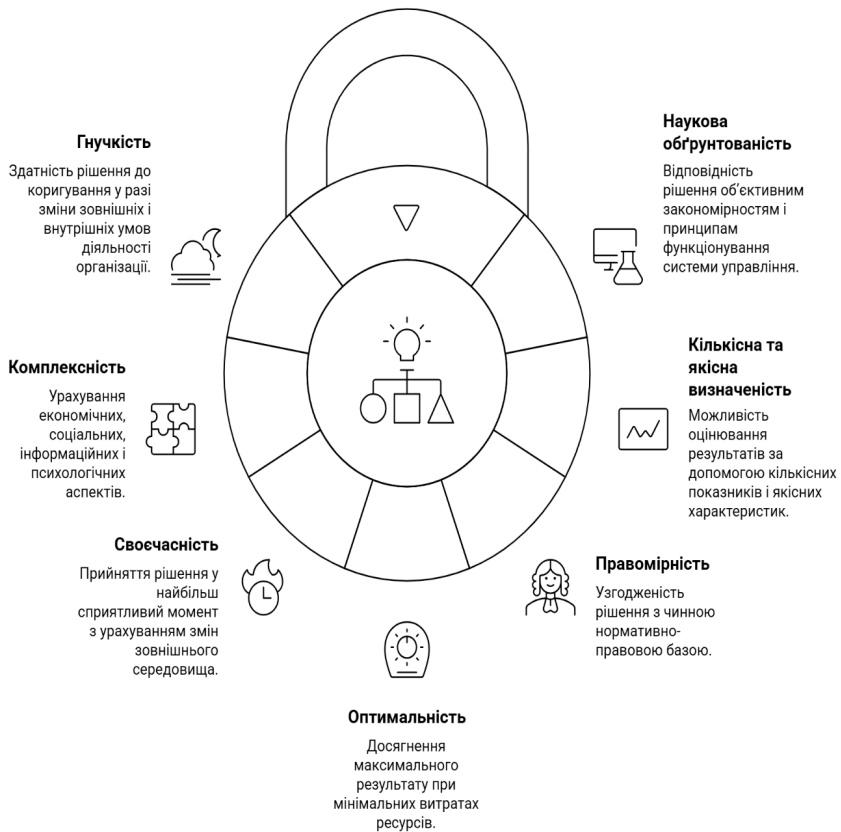 Гнучкість
Здатність рішення до
коригування у разі
зміни зовнішніх і
внутрішніх умов
діяльності
організації.
Наукова
обґрунтованість
Відповідність
рішення об’єктивним
закономірностям і
принципам
функціонування
системи управління.
Комплексність
Урахування
економічних,
соціальних,
інформаційних і
психологічних
аспектів.
Кількісна та
якісна
визначеність
Можливість
оцінювання
результатів за
допомогою кількісних
показників і якісних
характеристик.
Своєчасність
Прийняття рішення у
найбільш
сприятливий момент
з урахуванням змін
зовнішнього
середовища.
Правомірність
Узгодженість
рішення з чинною
нормативно-
правовою базою.
Оптимальність
Досягнення
максимального
результату при
мінімальних витратах
ресурсів.